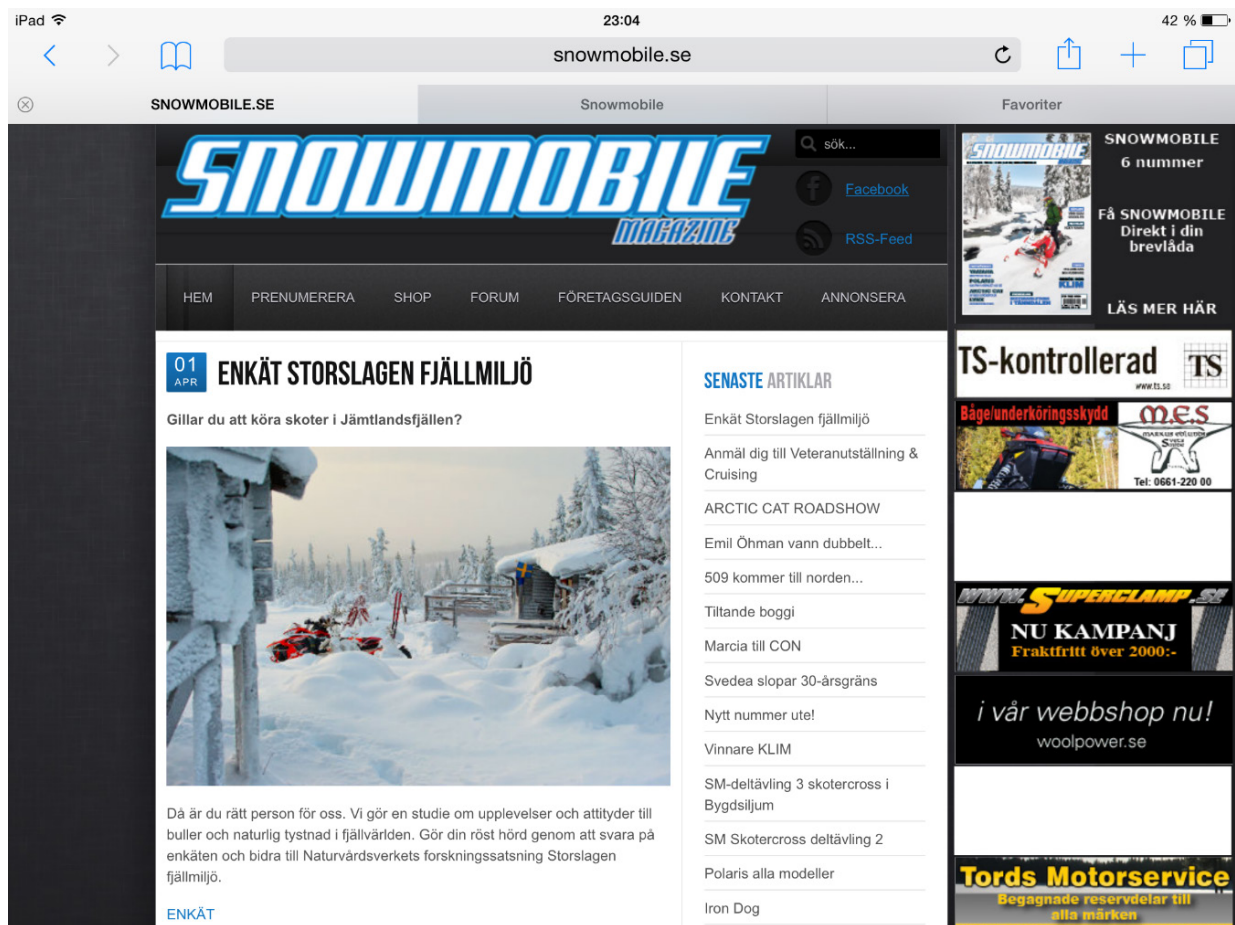 iPad
23:04
42 %
snowmobile.se
SNOWMOBILE.SE
Snowmobile
Favoriter
SNOWMOBILE
MAGAZINE
sök...
Facebook
RSS-Feed
HEM
PRENUMERERA
SHOP
FORUM
FÖRETAGSGUIDEN
KONTAKT
ANNONSERA
01
APR
ENKÄT STORSLAGEN FJÄLLMILJÖ
Gillar du att köra skoter i Jämtlandsfjällen?
Då är du rätt person för oss. Vi gör en studie om upplevelser och attityder till
buller och naturlig tystnad i fjällvärlden. Gör din röst hörd genom att svara på
enkäten och bidra till Naturvårdsverkets forskningssatsning Storslagen
fjällmiljö.
ENKÄT
SENASTE ARTIKLAR
Enkät Storslagen fjällmiljö
Anmäl dig till Veteranutställning &
Cruising
ARCTIC CAT ROADSHOW
Emil Öhman vann dubbelt...
509 kommer till norden...
Tiltande boggi
Marcia till CON
Svedea slopar 30-årsgräns
Nytt nummer ute!
Vinnare KLIM
SM-deltävling 3 skotercross i
Bygdsiljum
SM Skotercross deltävling 2
Polaris alla modeller
Iron Dog
SNOWMOBILE
YAMAHA
POLARIS
KLIM
SNOWMOBILE
6 nummer
Få SNOWMOBILE
Direkt i din
brevlåda
LÄS MER HÄR
TS-kontrollerad
www.ts.se
TS
Båge/underkörningsskydd
M.E.S
Tel: 0661-220 00
WWW.SUPERCLAMP.SE
NU KAMPANJ
Fraktfritt över 2000:-
i vår webbshop nu!
woolpower.se
Tords Motorservice
Begagnade reservdelar till
alla märken